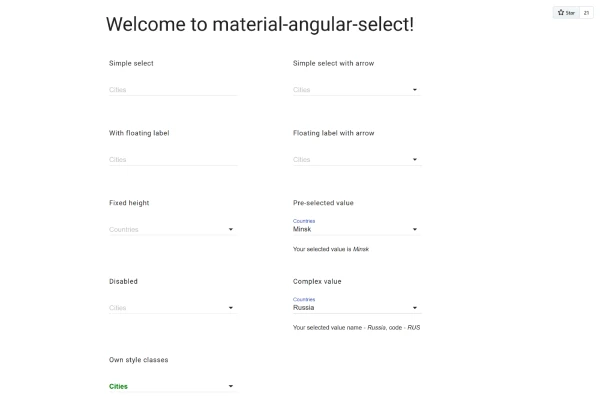 Welcome to material-angular-select!
Star 21
Simple select
Cities
Simple select with arrow
Cities
With floating label
Cities
Floating label with arrow
Cities
Fixed height
Countries
Pre-selected value
Countries
Minsk
Your selected value is Minsk
Disabled
Cities
Complex value
Countries
Russia
Your selected value name - Russia, code - RUS
Own style classes
Cities